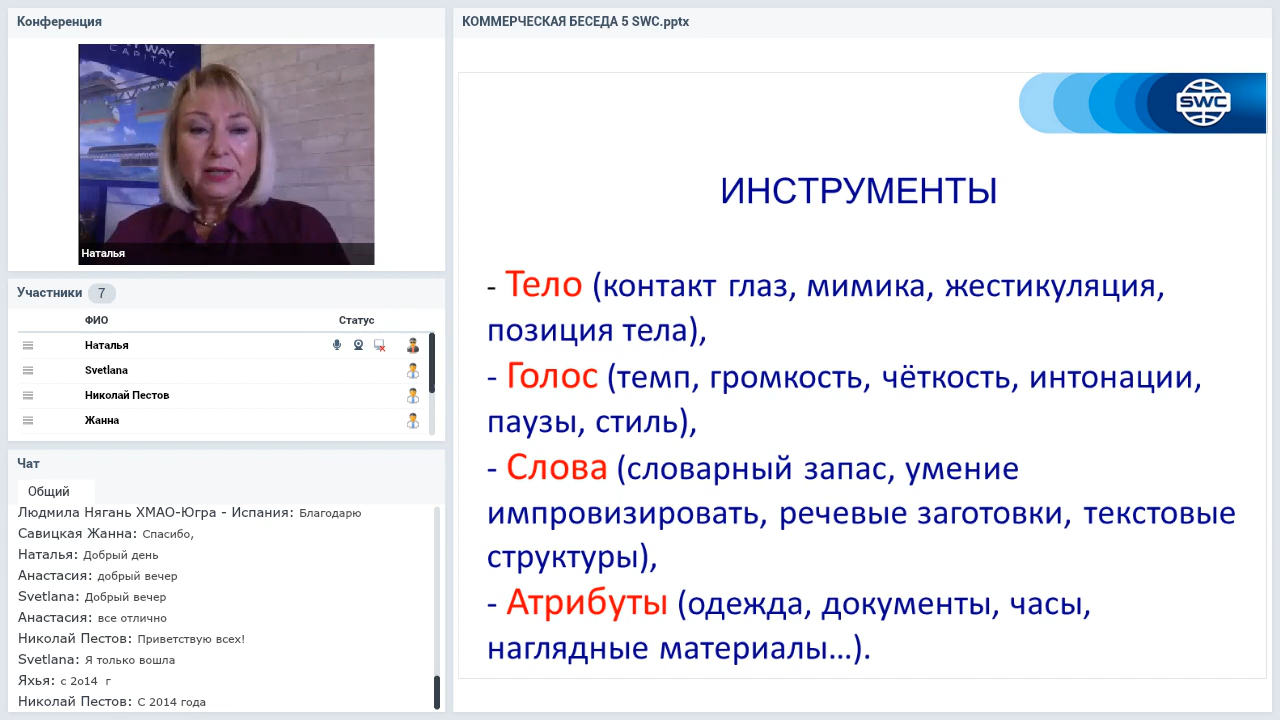 Конференция
WAY
CAPITAL
Наталья
Участники 7
ФИО Статус
Наталья
Svetlana
Николай Пестов
Жанна
Чат
Общий
Людмила Нягань ХМАО-Югра - Испания: Благодарю
Савицкая Жанна: Спасибо,
Наталья: Добрый день
Анастасия: добрый вечер
Svetlana: Добрый вечер
Анастасия: все отлично
Николай Пестов: Приветствую всех!
Svetlana: Я только вошла
Яхья: с 2о14 г
Николай Пестов: С 2014 года
КОММЕРЧЕСКАЯ БЕСЕДА 5 SWC.pptx
SWC
ИНСТРУМЕНТЫ
- Тело (контакт глаз, мимика, жестикуляция,
позиция тела),
- Голос (темп, громкость, чёткость, интонации,
паузы, стиль),
- Слова (словарный запас, умение
импровизировать, речевые заготовки, текстовые
структуры),
- Атрибуты (одежда, документы, часы,
наглядные материалы...).